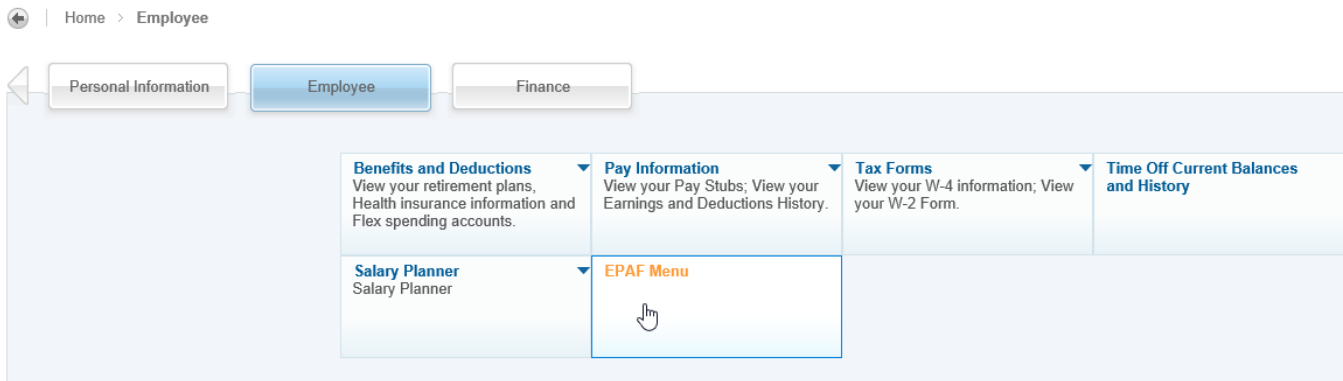 Home > Employee
Personal Information
Employee
Finance
Benefits and Deductions
View your retirement plans,
Health insurance information and
Flex spending accounts.
Pay Information
View your Pay Stubs; View your
Earnings and Deductions History.
Tax Forms
View your W-4 information; View
your W-2 Form.
Time Off Current Balances
and History
Salary Planner
Salary Planner
EPAF Menu